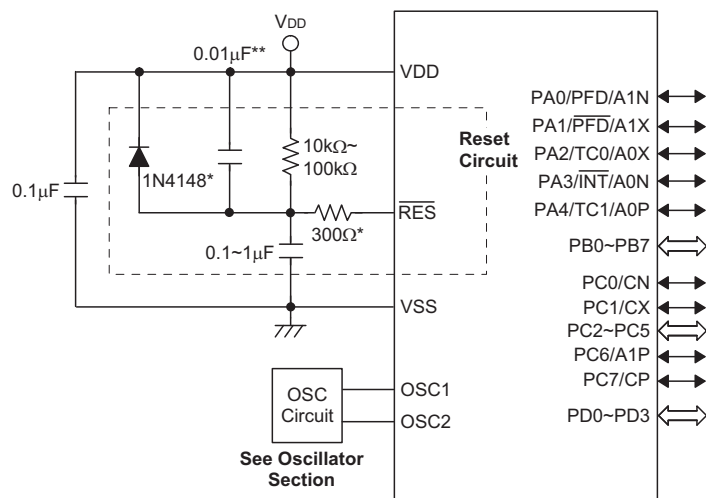 VDD
0.01μF**
VDD
PA0/PFD/A1N
PA1/PFD/A1X
PA2/TC0/A0X
PA3/INT/A0N
PA4/TC1/A0P
PB0~PB7
PC0/CN
PC1/CX
PC2~PC5
PC6/A1P
PC7/CP
PD0~PD3
Reset
Circuit
10kΩ~
100kΩ
1N4148*
0.1μF
RES
300Ω*
0.1~1μF
VSS
OSC
Circuit
OSC1
OSC2
See Oscillator
Section